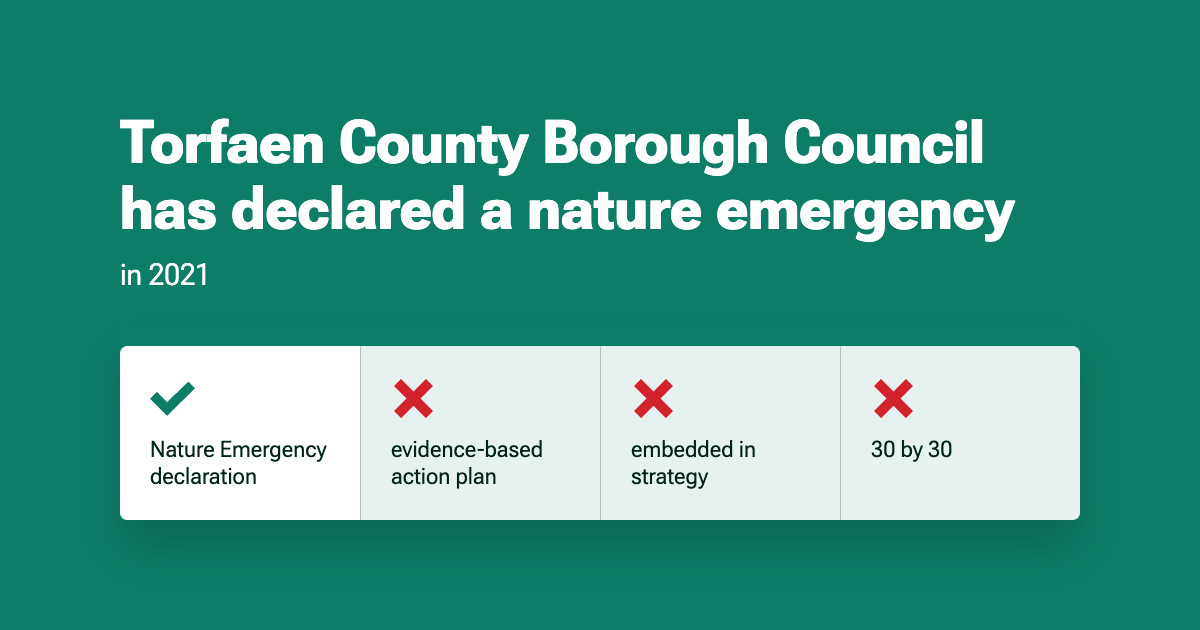 Torfaen County Borough Council
has declared a nature emergency
in 2021
Nature Emergency
declaration
evidence-based
action plan
embedded in
strategy
30 by 30